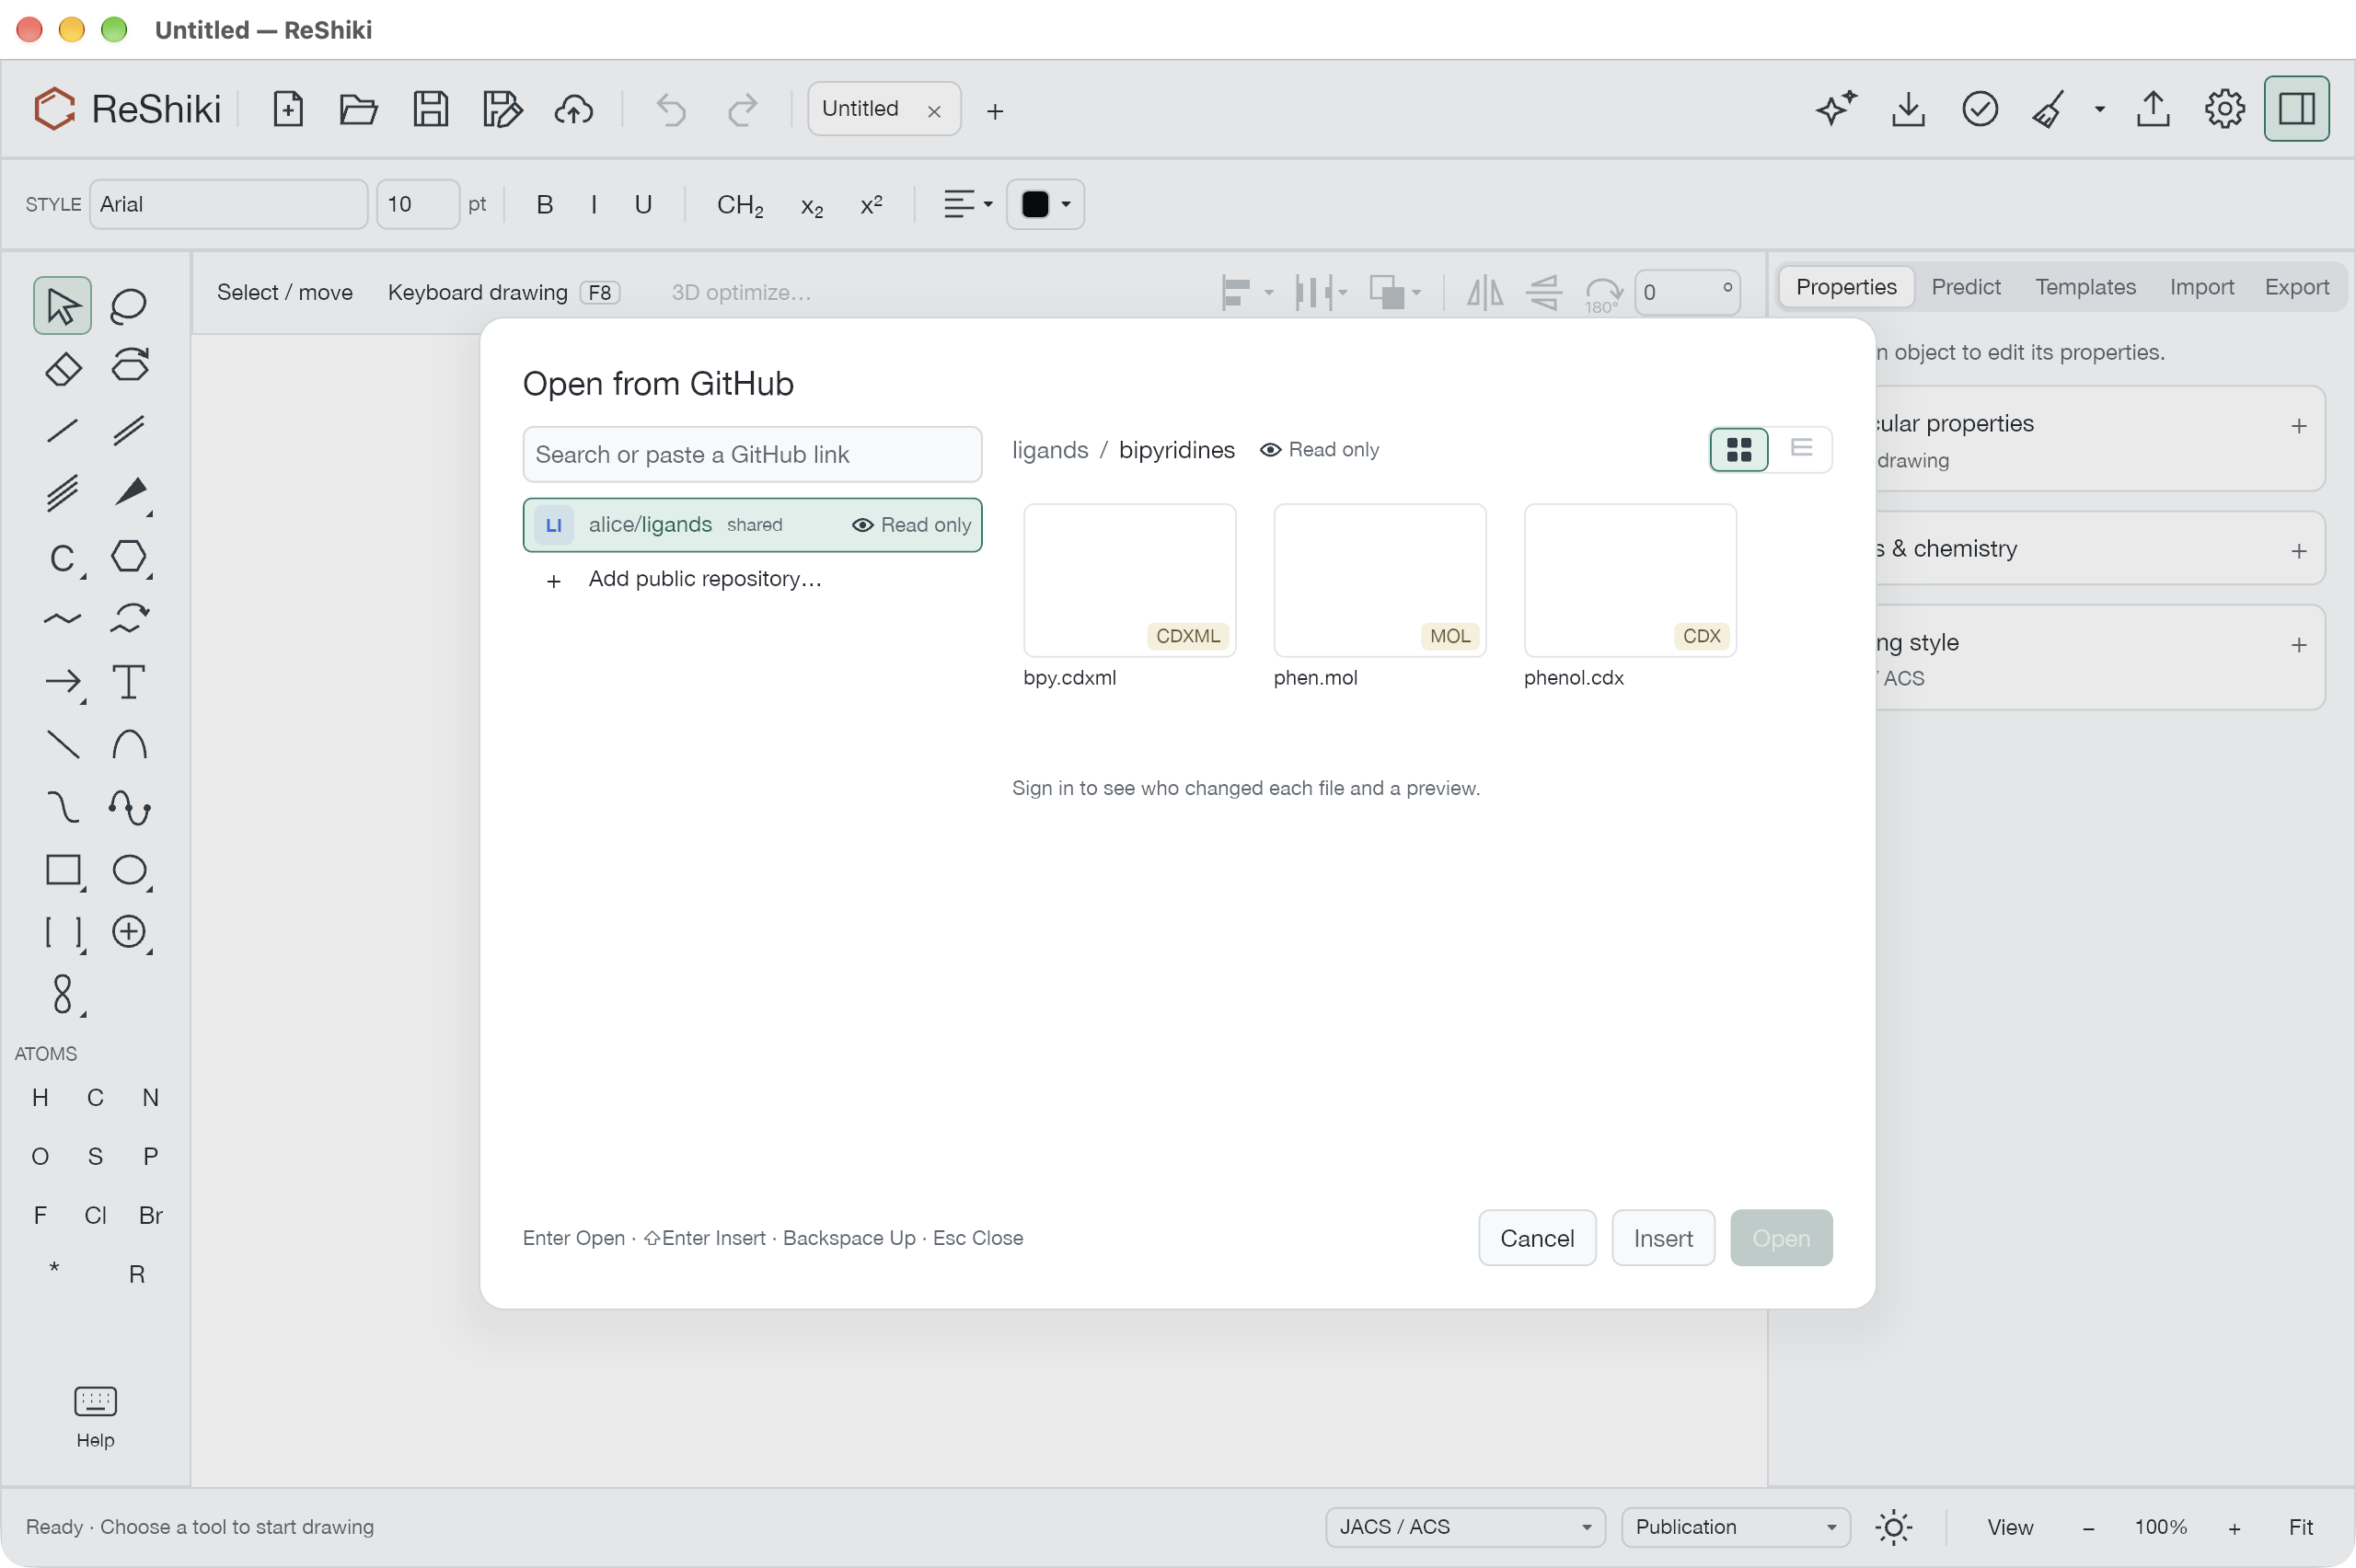 Untitled — ReShiki
ReShiki
Untitled × +
STYLE Arial 10 pt B I U CH₂ x₂ x²
Select / move Keyboard drawing F8 3D optimize... 180° 0 °
Properties Predict Templates Import Export
n object to edit its properties.
cular properties +
drawing
s & chemistry +
ng style +
/ ACS
Open from GitHub
Search or paste a GitHub link
LI alice/ligands shared Read only
+ Add public repository...
ligands / bipyridines Read only
CDXML MOL CDX
bpy.cdxml phen.mol phenol.cdx
Sign in to see who changed each file and a preview.
Enter Open · ⇧Enter Insert · Backspace Up · Esc Close
Cancel Insert Open
C
T
[ ]
ATOMS
H C N
O S P
F Cl Br
* R
Help
Ready · Choose a tool to start drawing
JACS / ACS Publication View – 100% + Fit